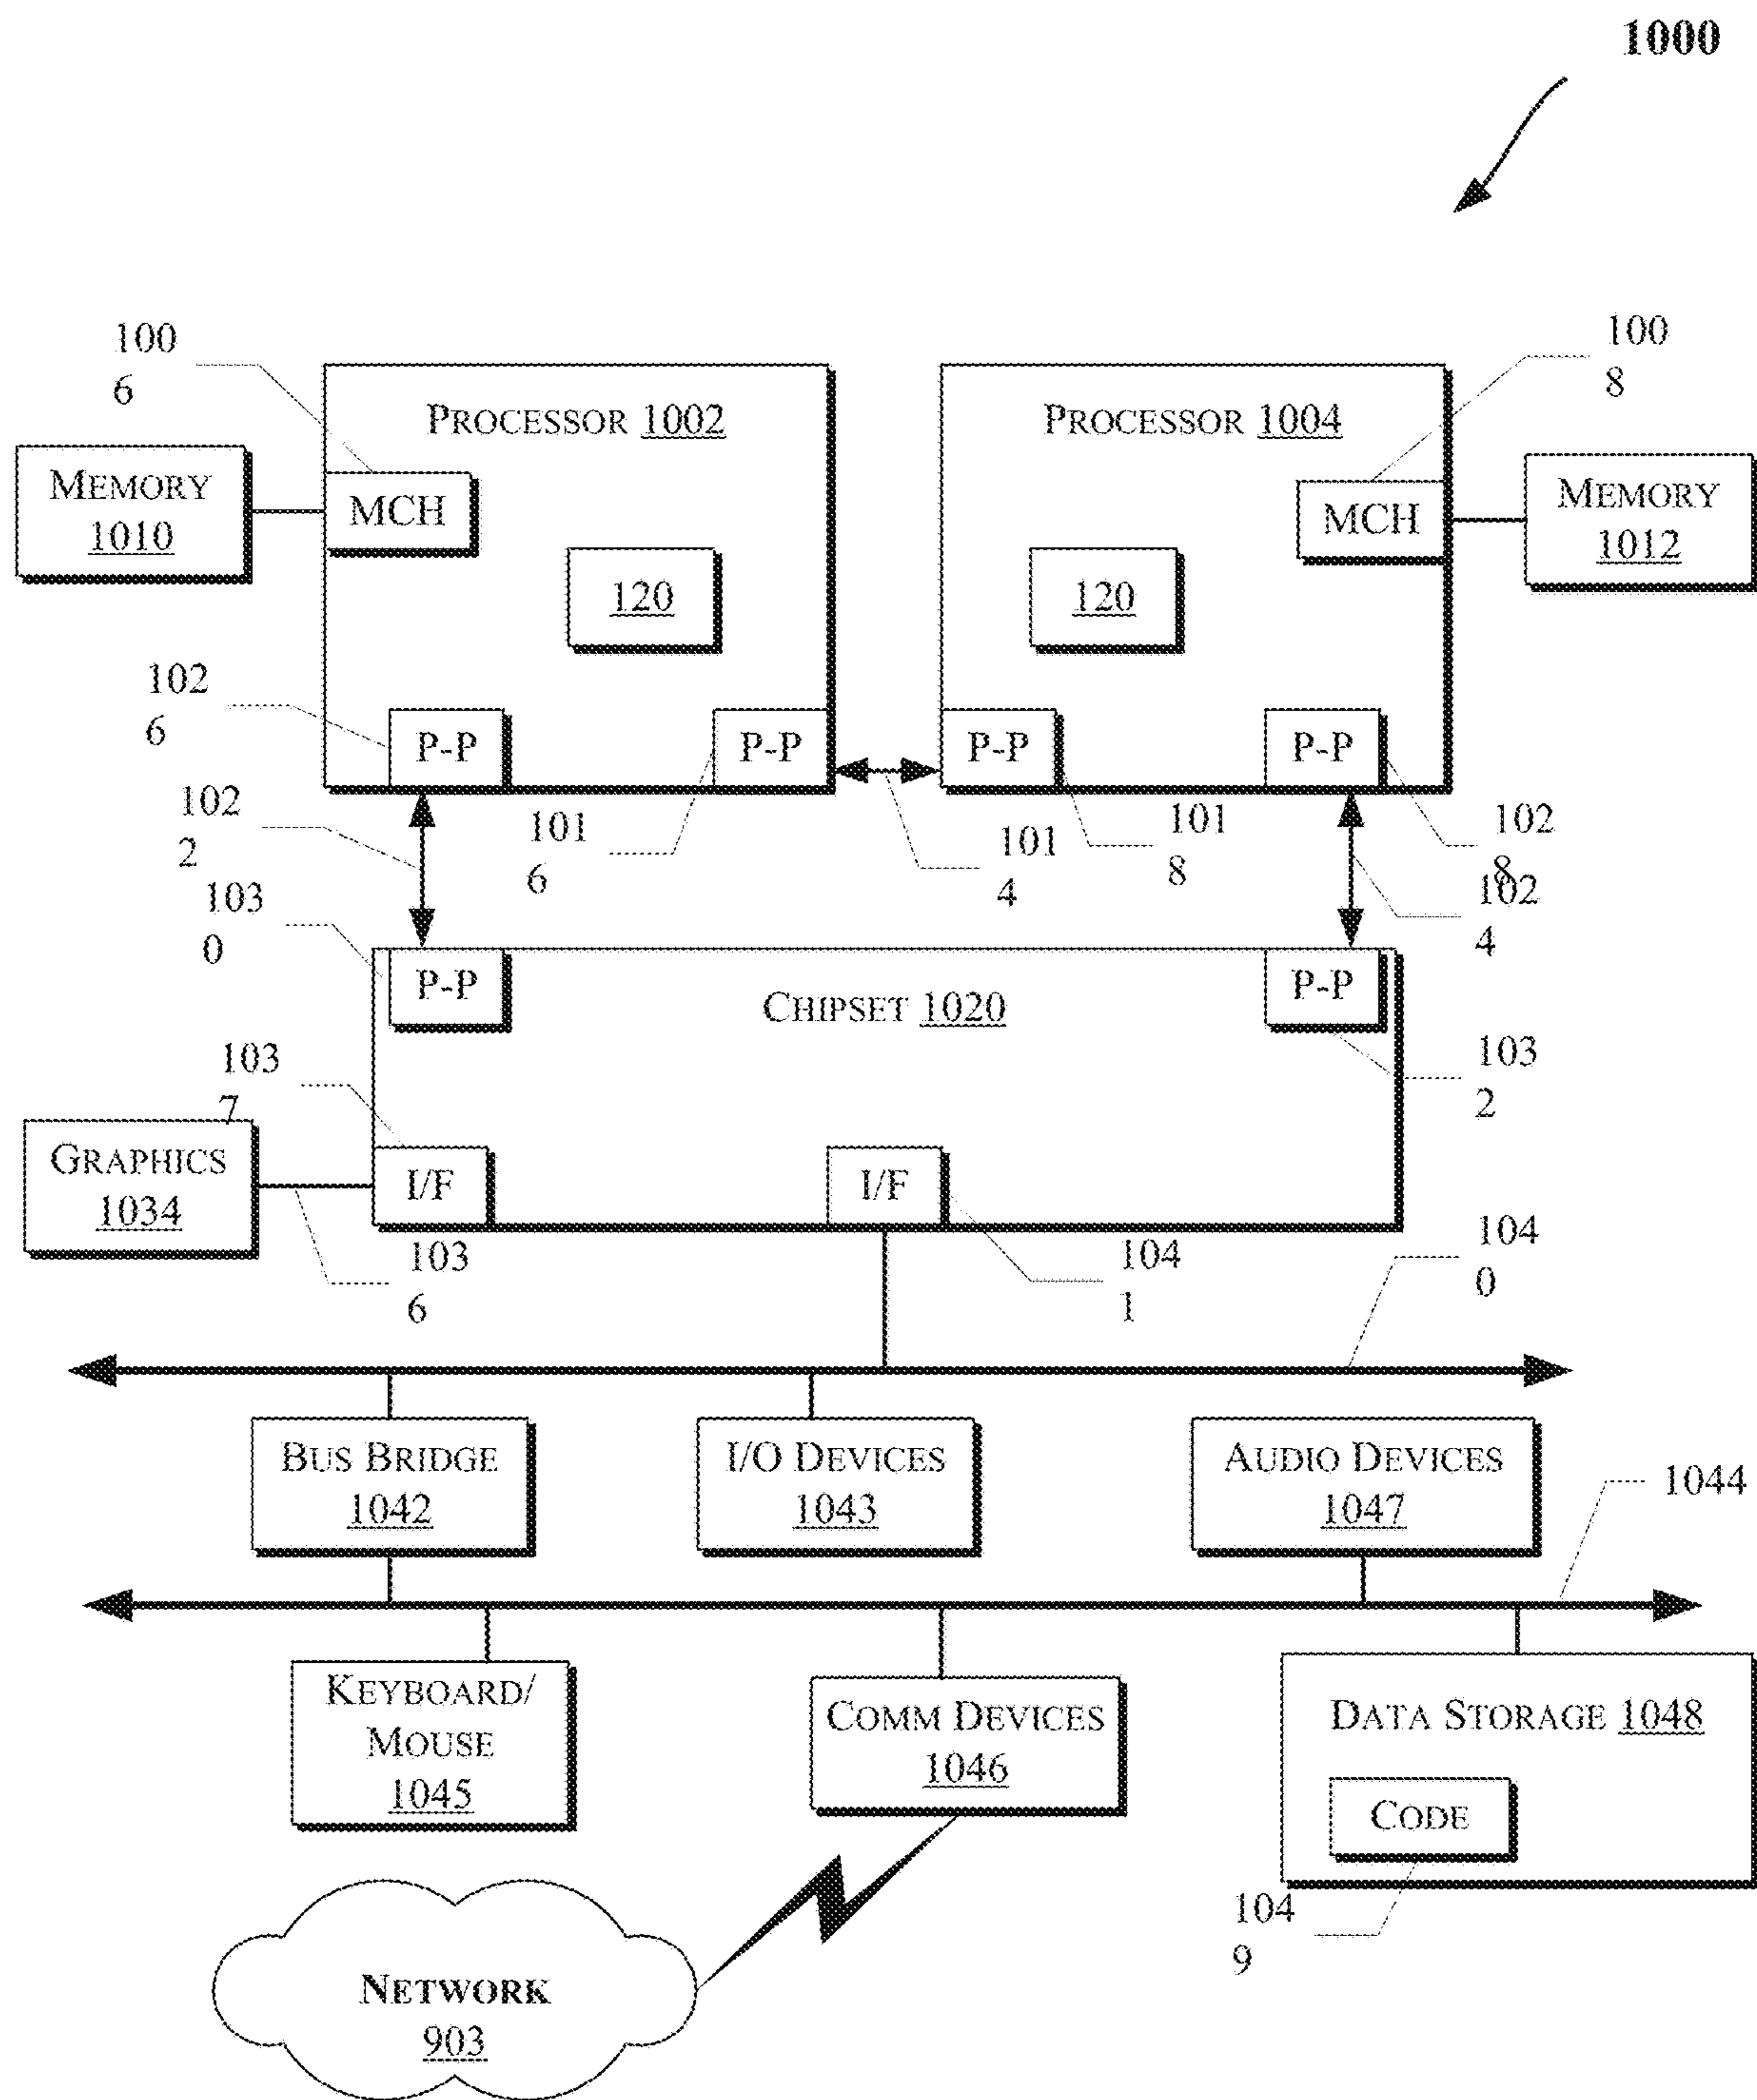 1000
100
6
100
8
PROCESSOR 1002
PROCESSOR 1004
MEMORY
1010
MCH
MCH
MEMORY
1012
120
120
102
6
P-P
P-P
P-P
P-P
102
2
101
6
101
4
101
8
102
8
102
4
103
0
P-P
CHIPSET 1020
P-P
103
7
103
2
GRAPHICS
1034
I/F
I/F
103
6
104
1
104
0
BUS BRIDGE
1042
I/O DEVICES
1043
AUDIO DEVICES
1047
1044
KEYBOARD/
MOUSE
1045
COMM DEVICES
1046
DATA STORAGE 1048
CODE
104
9
NETWORK
903